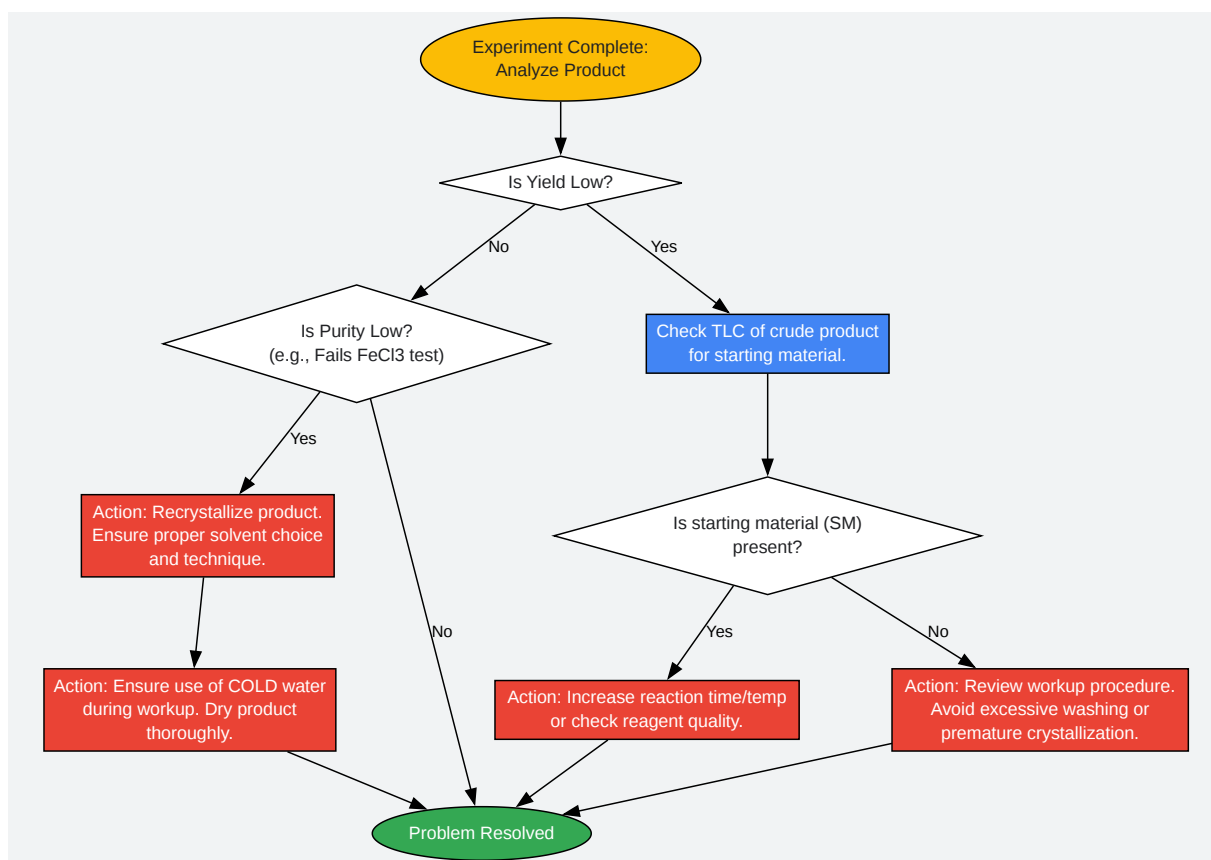 Experiment Complete:
Analyze Product
Is Yield Low?
No
Yes
Is Purity Low?
(e.g., Fails FeCl3 test)
Check TLC of crude product
for starting material.
Yes
Action: Recrystallize product.
Ensure proper solvent choice
and technique.
Is starting material (SM)
present?
No
Yes
No
Action: Ensure use of COLD water
during workup. Dry product
thoroughly.
Action: Increase reaction time/temp
or check reagent quality.
Action: Review workup procedure.
Avoid excessive washing or
premature crystallization.
Problem Resolved